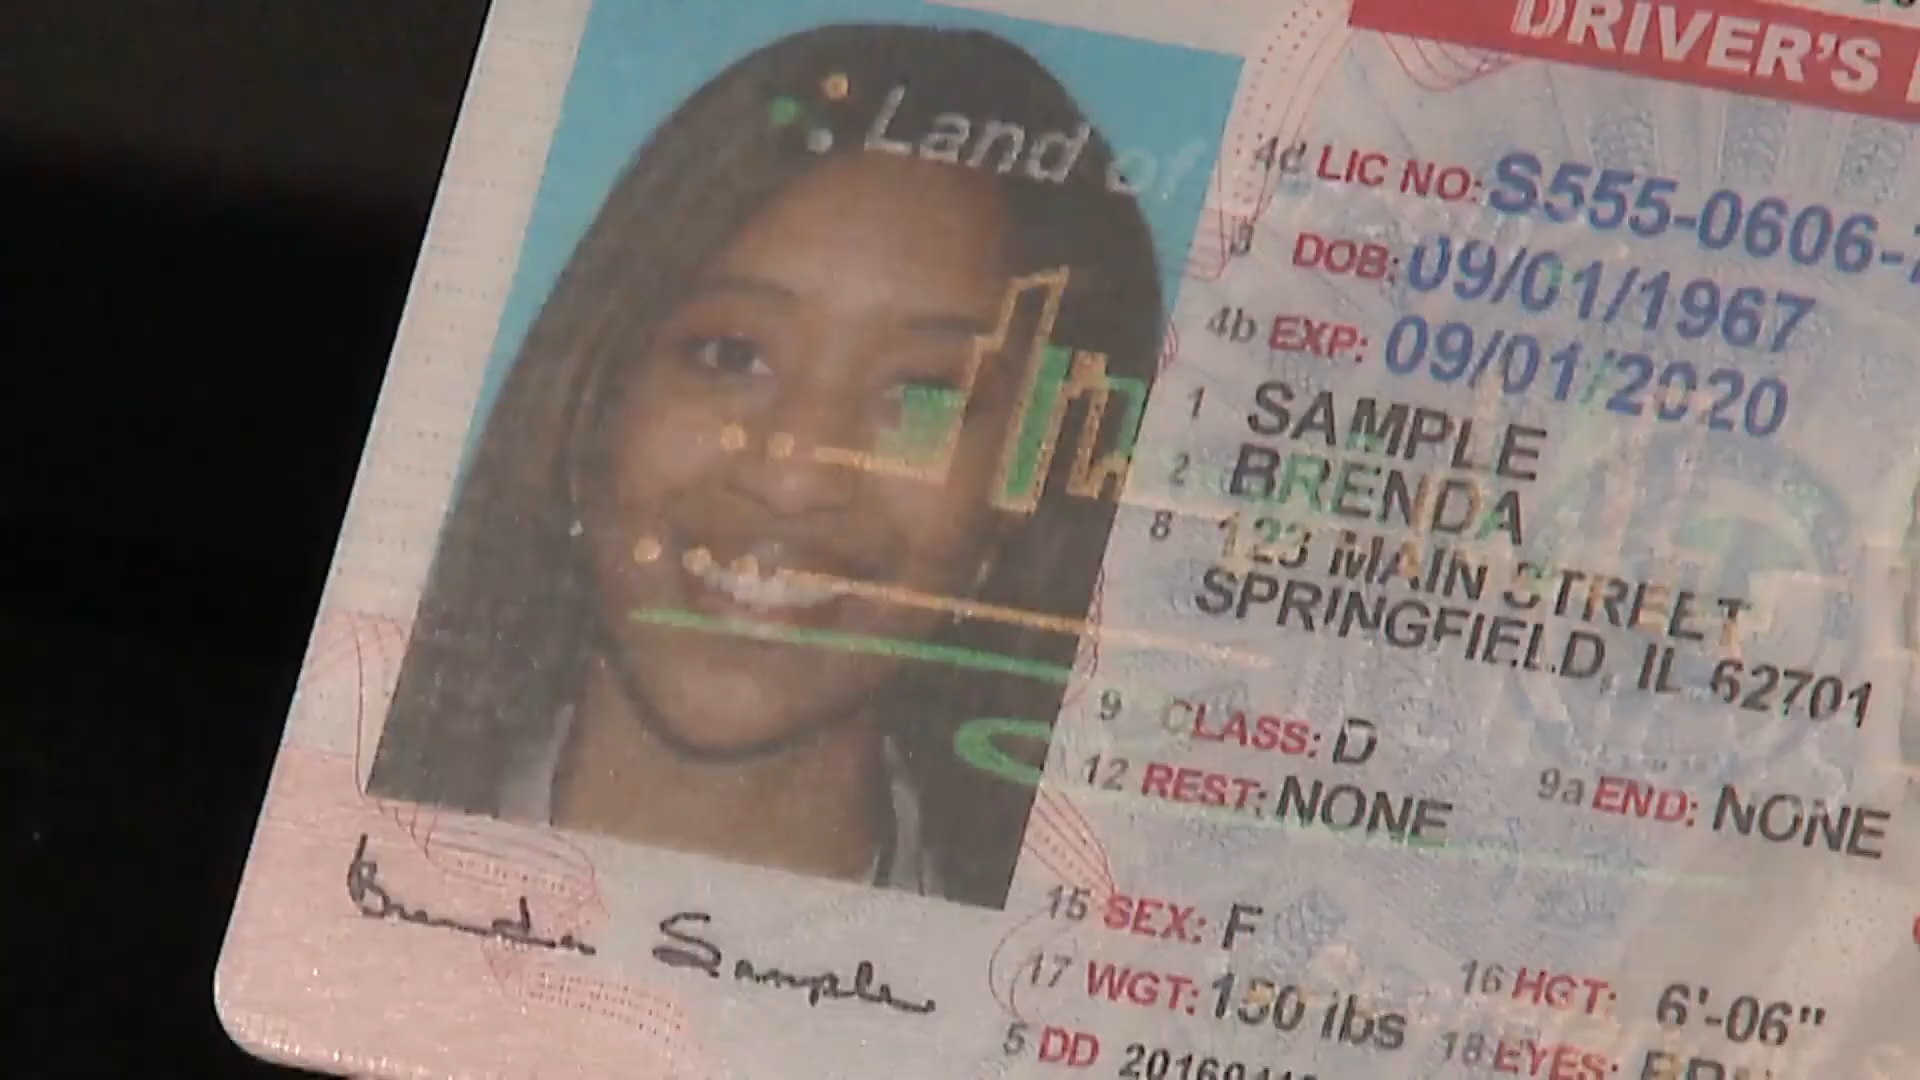 DRIVER'S
Land of
4d LIC NO: S555-0606-
3 DOB: 09/01/1967
4b EXP: 09/01/2020
1 SAMPLE
2 BRENDA
8 123 MAIN STREET
SPRINGFIELD, IL 62701
9 CLASS: D
9a END: NONE
12 REST: NONE
15 SEX: F
16 HGT: 6'-06"
17 WGT: 150 lbs
18 EYES:
5 DD
Brenda Sample